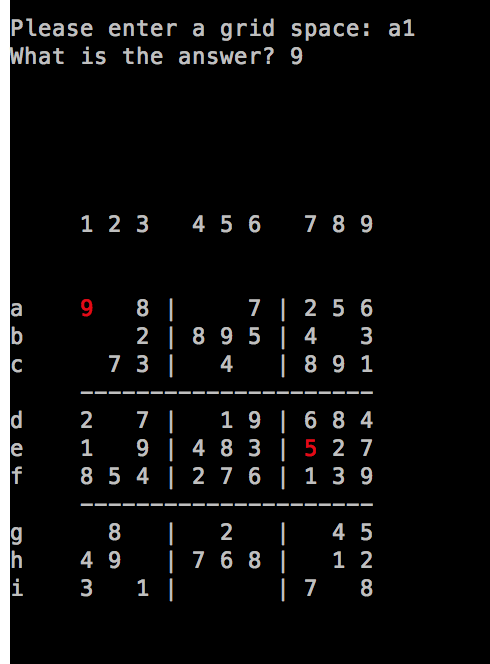 Please enter a grid space: a1
What is the answer? 9
1 2 3   4 5 6   7 8 9
a    9   8 |     7 | 2 5 6
b        2 | 8 9 5 | 4   3
c      7 3 |   4   | 8 9 1
     ---------------------
d    2   7 |   1 9 | 6 8 4
e    1   9 | 4 8 3 | 5 2 7
f    8 5 4 | 2 7 6 | 1 3 9
     ---------------------
g      8   |   2   |   4 5
h    4 9   | 7 6 8 |   1 2
i    3   1 |       | 7   8